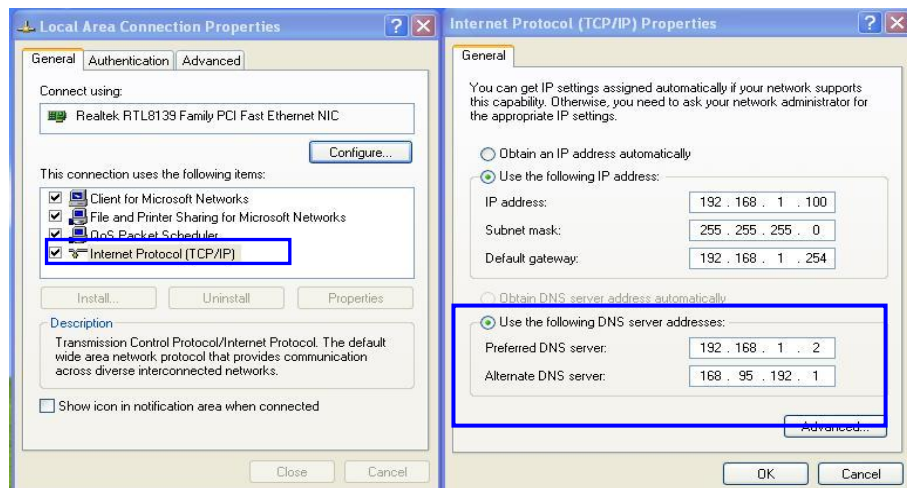 Local Area Connection Properties
General Authentication Advanced
Connect using:
Realtek RTL8139 Family PCI Fast Ethernet NIC
Configure...
This connection uses the following items:
Client for Microsoft Networks
File and Printer Sharing for Microsoft Networks
QoS Packet Scheduler
Internet Protocol (TCP/IP)
Install... Uninstall Properties
Description
Transmission Control Protocol/Internet Protocol. The default
wide area network protocol that provides communication
across diverse interconnected networks.
Show icon in notification area when connected
Close Cancel
Internet Protocol (TCP/IP) Properties
General
You can get IP settings assigned automatically if your network supports
this capability. Otherwise, you need to ask your network administrator for
the appropriate IP settings.
Obtain an IP address automatically
Use the following IP address:
IP address: 192 . 168 . 1 . 100
Subnet mask: 255 . 255 . 255 . 0
Default gateway: 192 . 168 . 1 . 254
Obtain DNS server address automatically
Use the following DNS server addresses:
Preferred DNS server: 192 . 168 . 1 . 2
Alternate DNS server: 168 . 95 . 192 . 1
Advanced...
OK Cancel